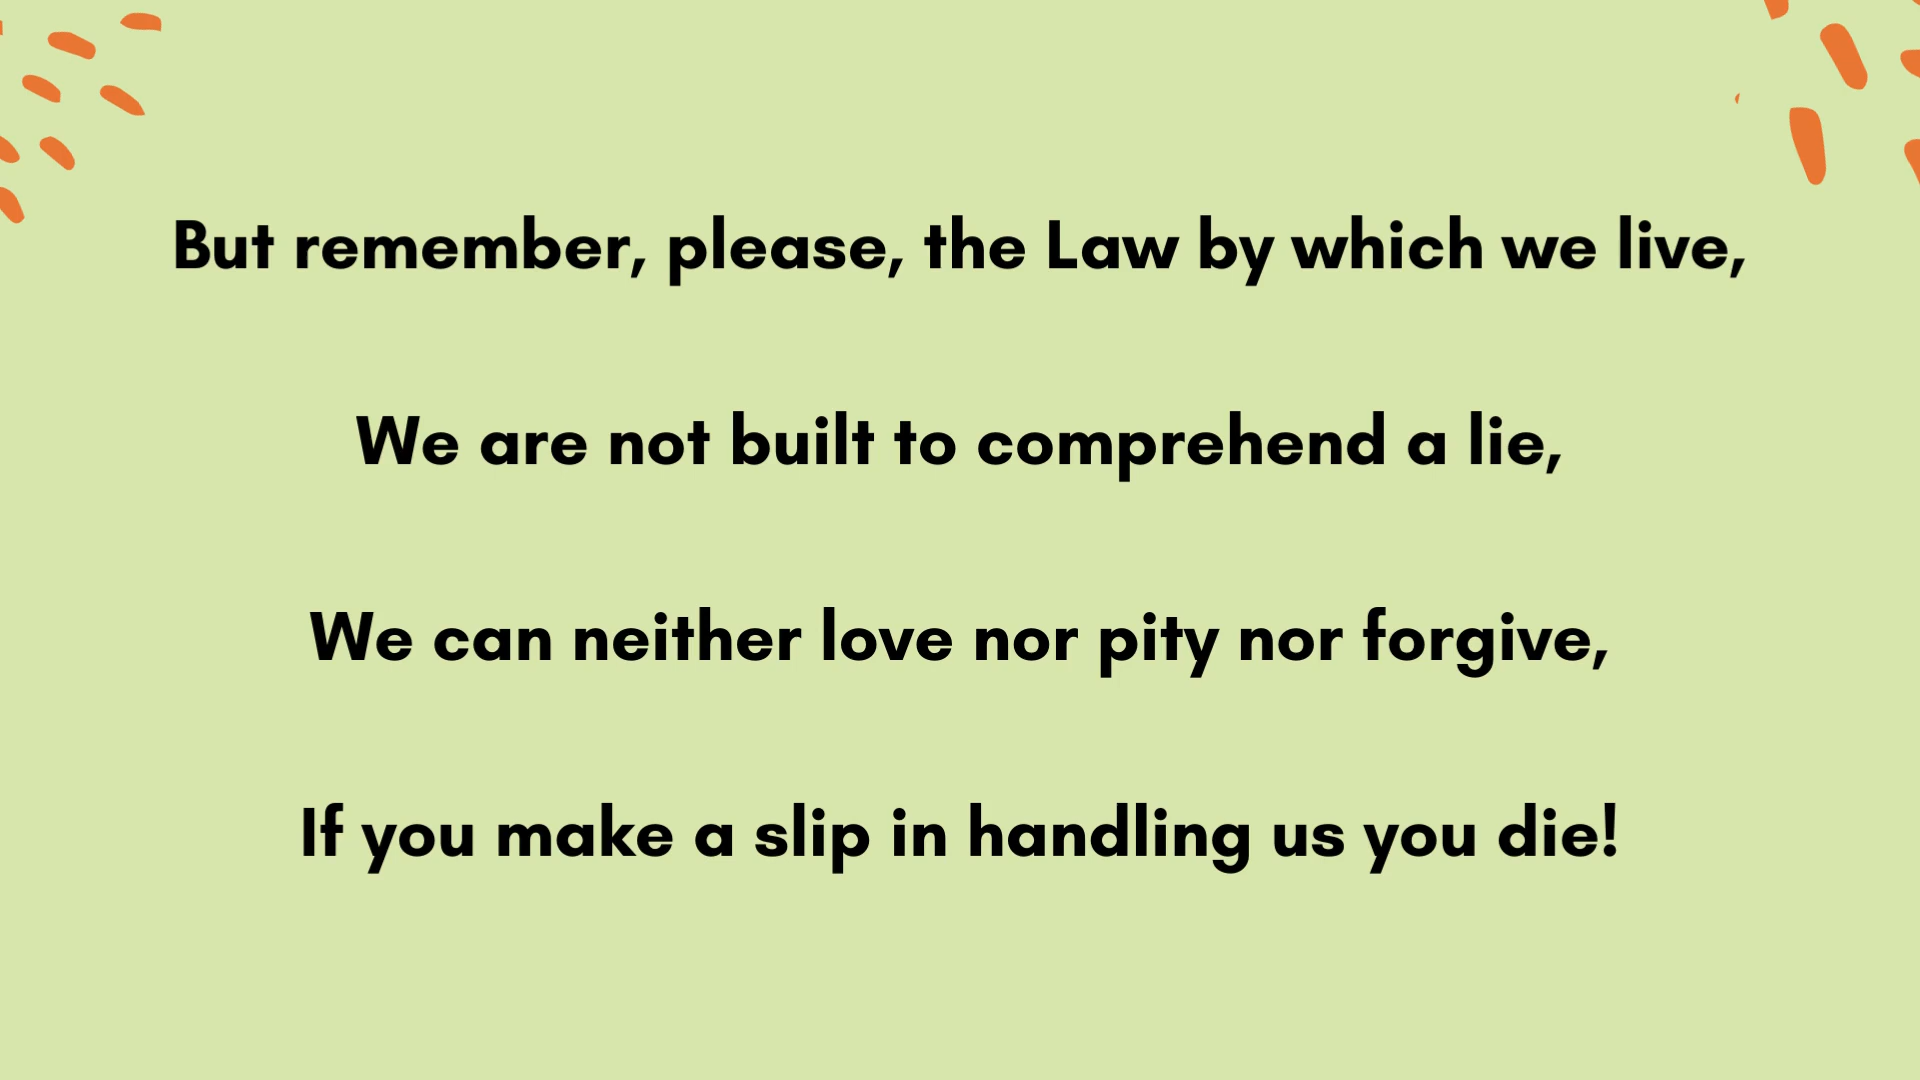 But remember, please, the Law by which we live,
We are not built to comprehend a lie,
We can neither love nor pity nor forgive,
If you make a slip in handling us you die!